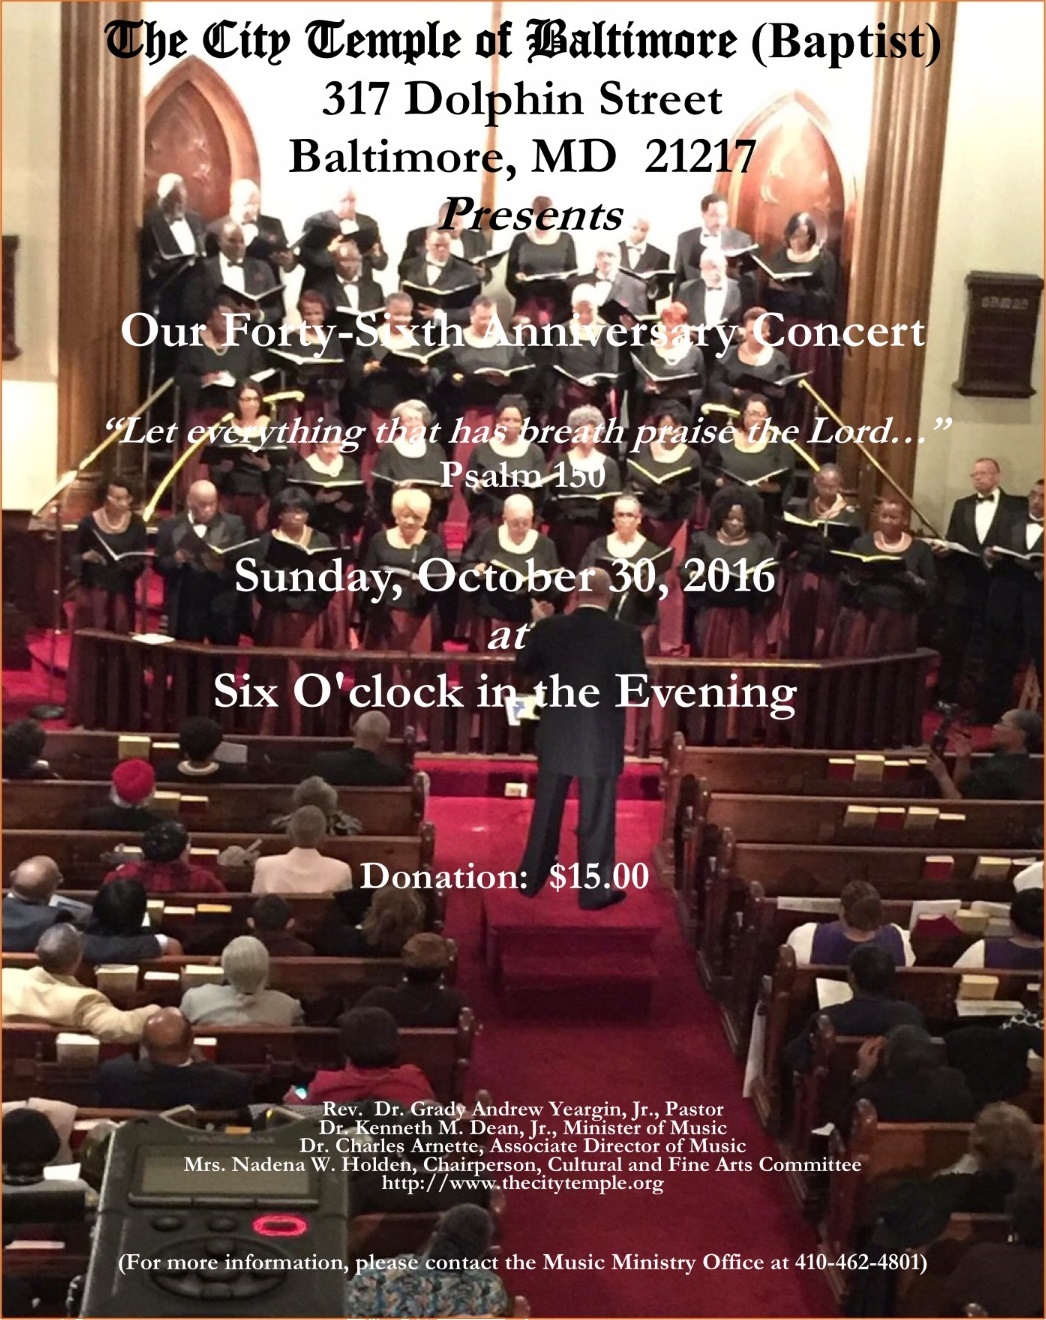 The City Temple of Baltimore (Baptist)
317 Dolphin Street
Baltimore, MD  21217
Presents
Our Forty-Sixth Anniversary Concert
“Let everything that has breath praise the Lord…”
Psalm 150
Sunday, October 30, 2016
at
Six O'clock in the Evening
Donation:  $15.00
Rev.  Dr. Grady Andrew Yeargin, Jr., Pastor
Dr. Kenneth M. Dean, Jr., Minister of Music
Dr. Charles Arnette, Associate Director of Music
Mrs. Nadena W. Holden, Chairperson, Cultural and Fine Arts Committee
http://www.thecitytemple.org
TASCAM
(For more information, please contact the Music Ministry Office at 410-462-4801)